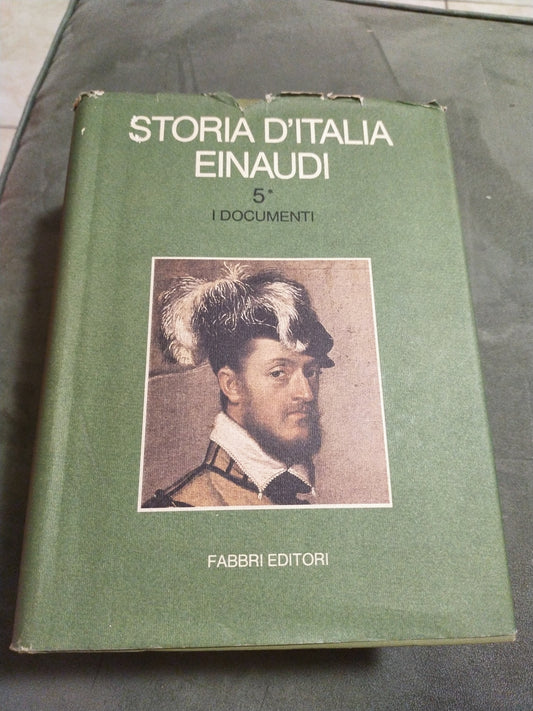 STORIA D'ITALIA
EINAUDI
5*
I DOCUMENTI
FABBRI EDITORI